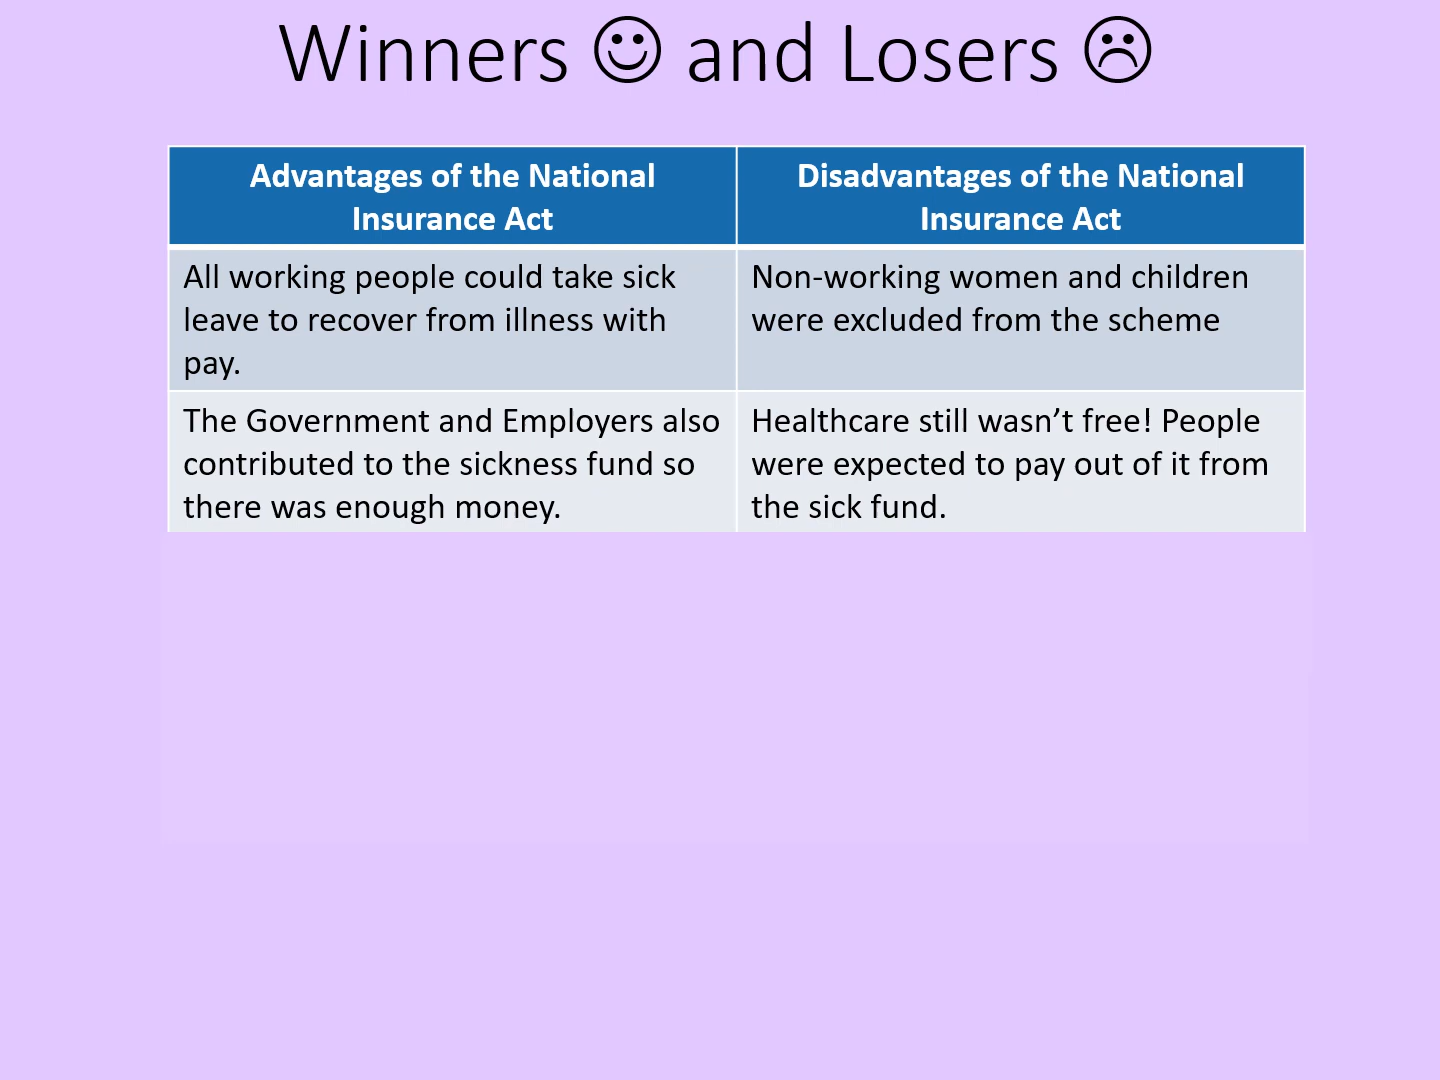 Winners ☺ and Losers ☹
Advantages of the National
Insurance Act
Disadvantages of the National
Insurance Act
All working people could take sick
leave to recover from illness with
pay.
Non-working women and children
were excluded from the scheme
The Government and Employers also
contributed to the sickness fund so
there was enough money.
Healthcare still wasn’t free! People
were expected to pay out of it from
the sick fund.